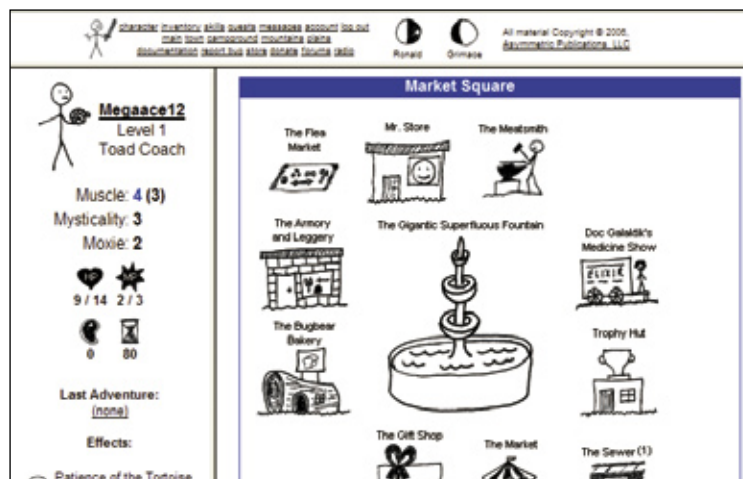 character inventory skills quests messages account log out
main town campground mountains plains
documentation report bug store donate forums radio
Ronald
Grimace
All material Copyright © 2006,
Asymmetric Publications, LLC
Megaace12
Level 1
Toad Coach
Muscle: 4 (3)
Mysticality: 3
Moxie: 2
HP
MP
9 / 14
2 / 3
0
80
Last Adventure:
(none)
Effects:
Patience of the Tortoise
Market Square
The Flea
Market
Mr. Store
The Meatsmith
The Armory
and Leggery
The Gigantic Superfluous Fountain
Doc Galaktik's
Medicine Show
ELIXIR
The Bugbear
Bakery
Trophy Hut
The Gift Shop
The Market
The Sewer (1)